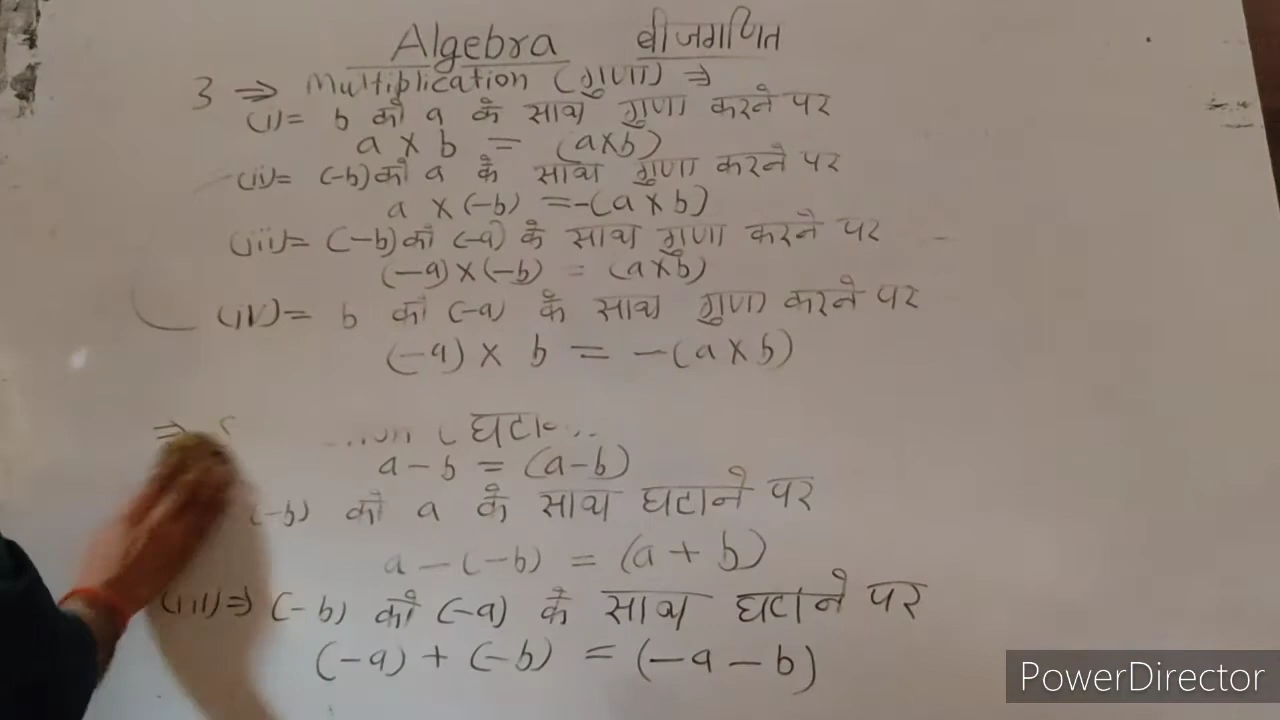 Algebra बीजगणित
3 ⇒ Multiplication (गुणा) ⇒
(i)= b को a के साथ गुणा करने पर
a × b = (a×b)
(ii)= (-b) को a के साथ गुणा करने पर
a × (-b) = -(a × b)
(iii)= (-b) को (-a) के साथ गुणा करने पर
(-a) × (-b) = (a×b)
(iv)= b को (-a) के साथ गुणा करने पर
(-a) × b = -(a × b)
⇒ (घटा
a - b = (a-b)
(-b) को a के साथ घटाने पर
a - (-b) = (a + b)
(iii) ⇒ (-b) को (-a) के साथ घटाने पर
(-a) + (-b) = (-a - b)
PowerDirector